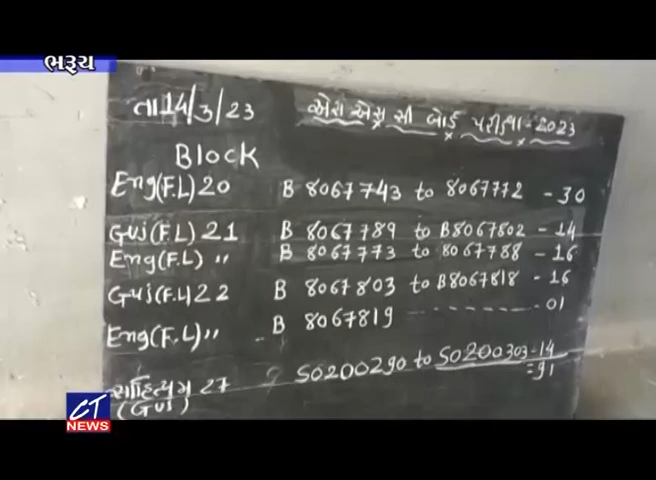 ભરૂચ
તા14/3/23 એસ એસ સી બોર્ડ પરીક્ષા-2023
Block
Eng(F.L) 20 B 8067743 to 8067772 - 30
Guj(F.L) 21 B 8067789 to B8067802 - 14
Eng(F.L) " B 8067773 to 8067788 - 16
Guj(F.L) 22 B 8067803 to B8067818 - 16
Eng(F.L) " B 8067819 - - - - - - - - - 01
27 S0200290 to S0200303-14
(Guj) =91
CT
NEWS